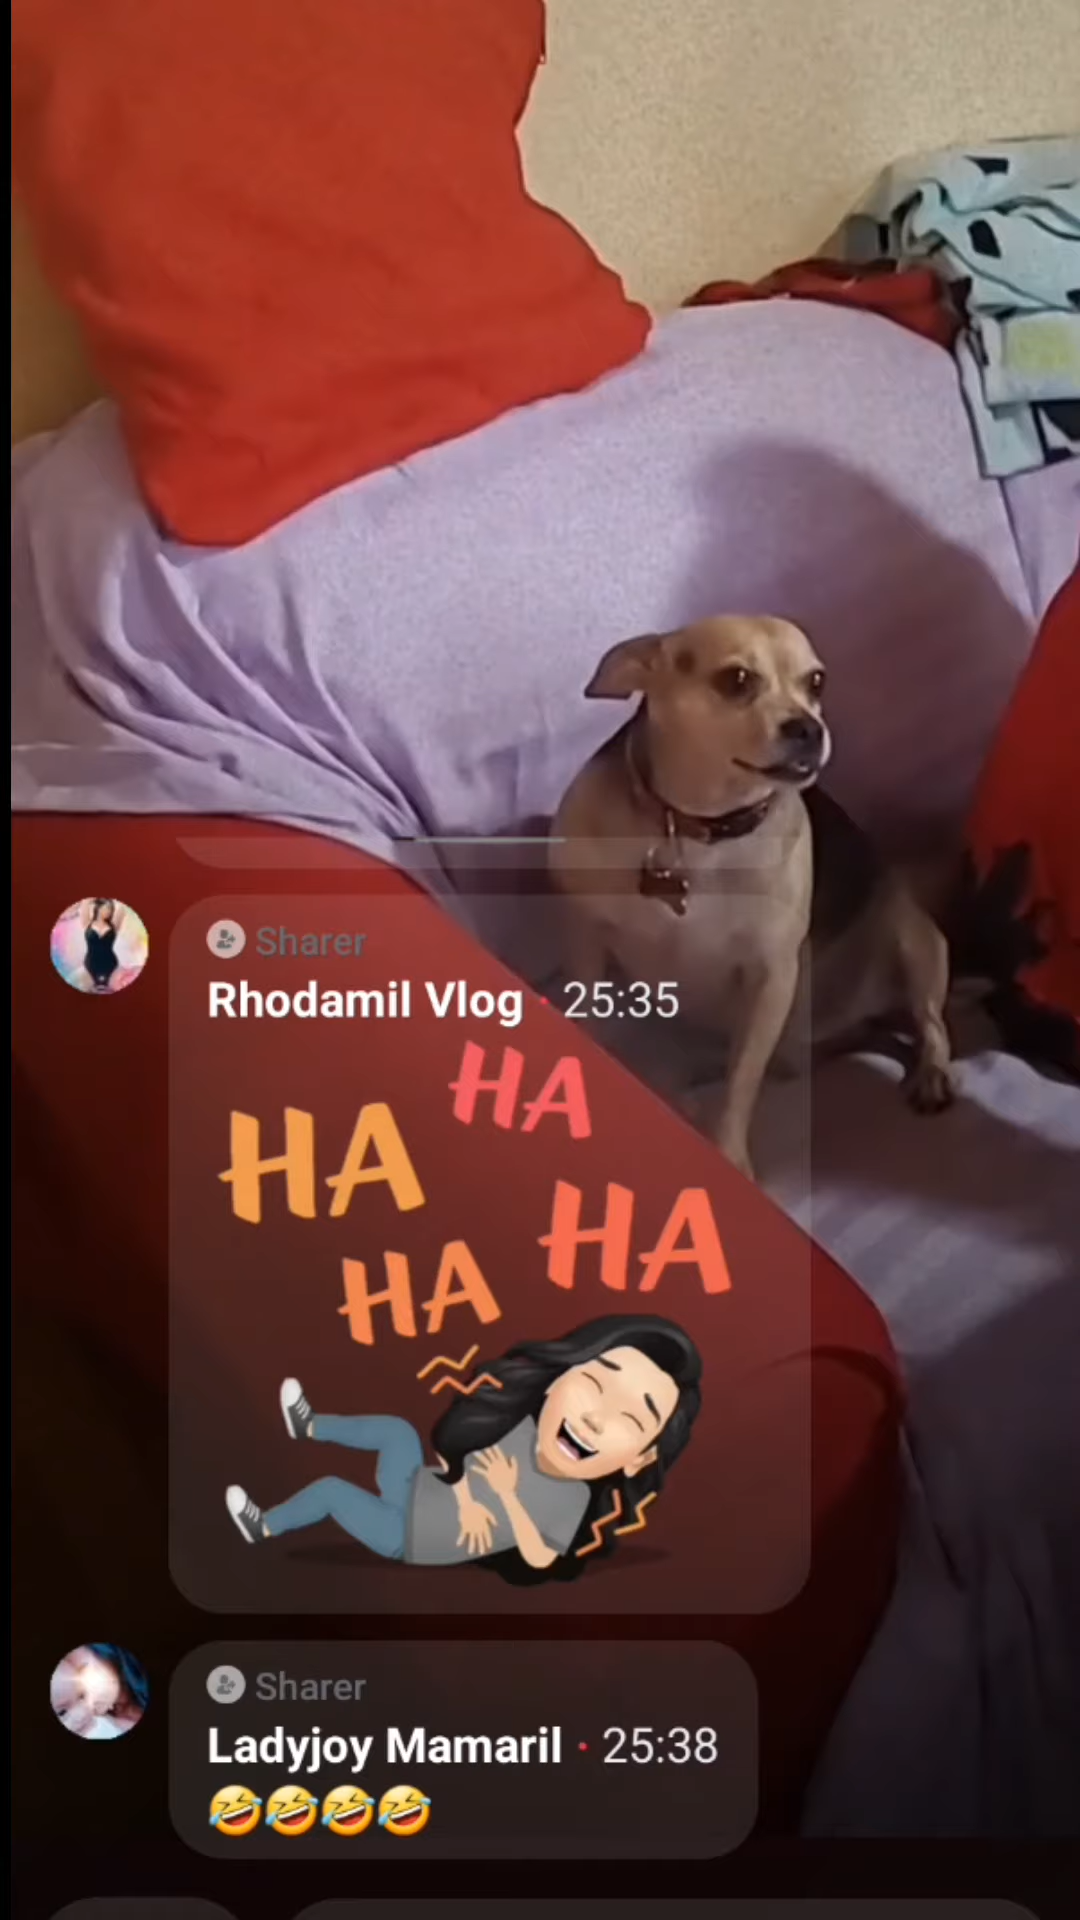 Sharer
Rhodamil Vlog · 25:35
HA
HA
HA
HA
Sharer
Ladyjoy Mamaril · 25:38
🤣🤣🤣🤣